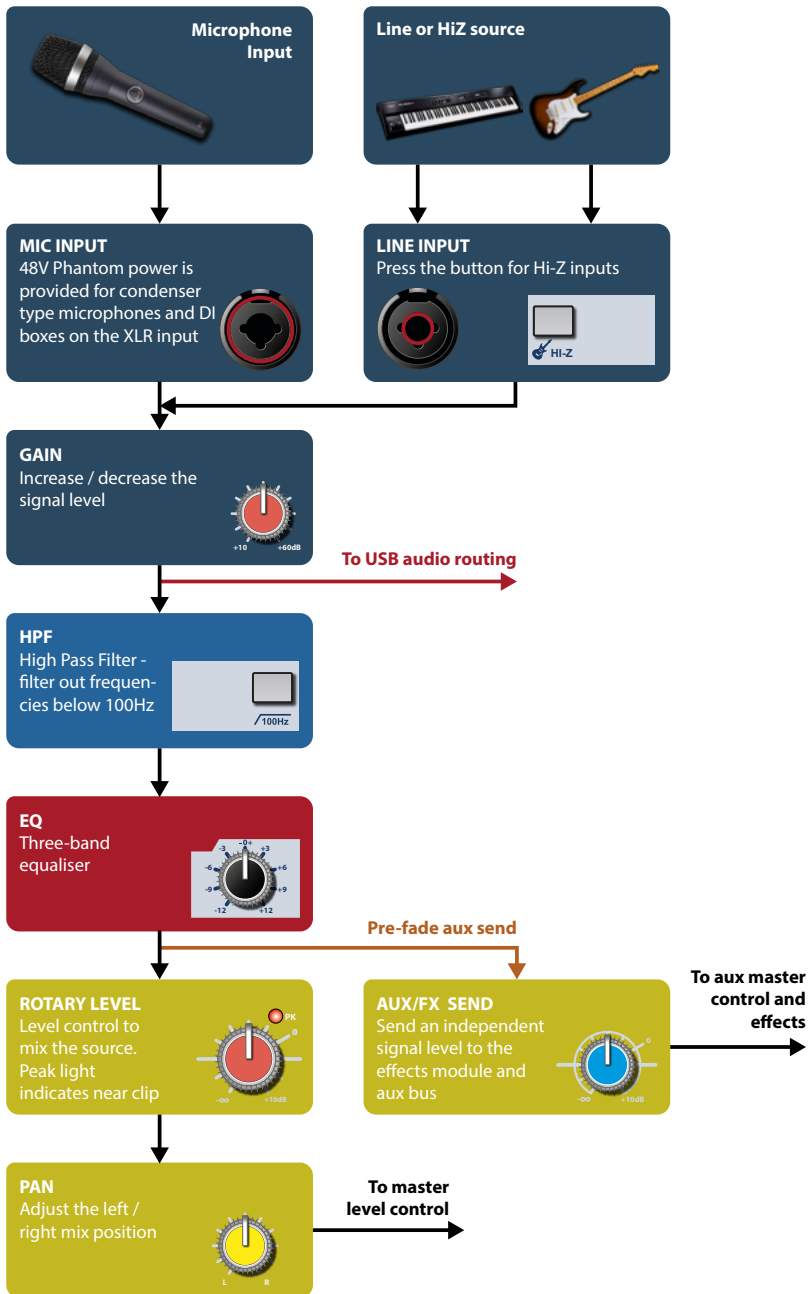 Microphone
Input
Line or HiZ source
MIC INPUT
48V Phantom power is
provided for condenser
type microphones and DI
boxes on the XLR input
LINE INPUT
Press the button for Hi-Z inputs
HI-Z
GAIN
Increase / decrease the
signal level
+10
+60dB
To USB audio routing
HPF
High Pass Filter -
filter out frequen-
cies below 100Hz
100Hz
EQ
Three-band
equaliser
-0+
-3
+3
-6
+6
-9
+9
-12
+12
Pre-fade aux send
ROTARY LEVEL
Level control to
mix the source.
Peak light
indicates near clip
PK
0
-∞
+10dB
AUX/FX SEND
Send an independent
signal level to the
effects module and
aux bus
0
-∞
+10dB
To aux master
control and
effects
PAN
Adjust the left /
right mix position
L
R
To master
level control